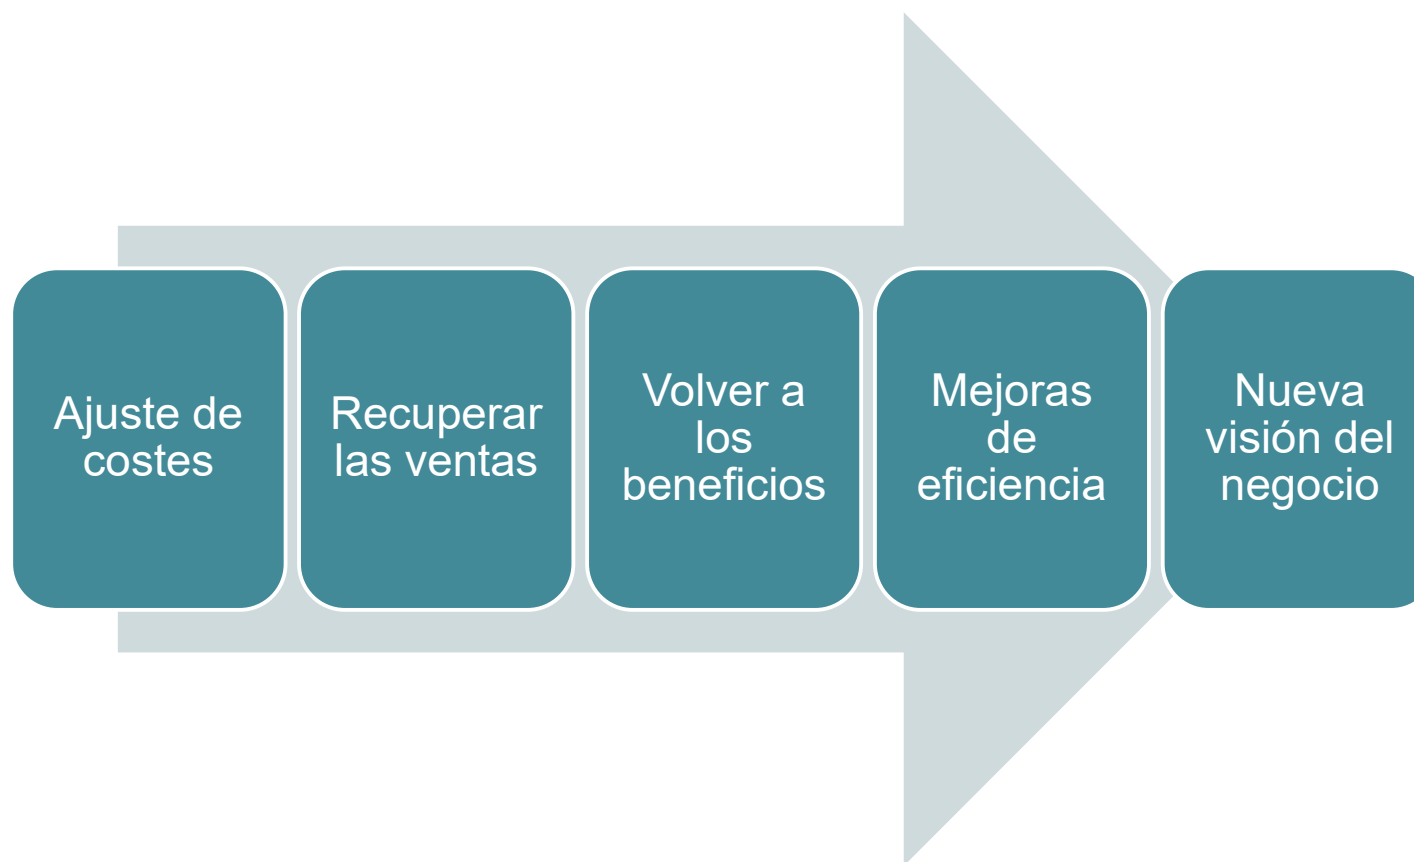 Ajuste de
costes
Recuperar
las ventas
Volver a
los
beneficios
Mejoras
de
eficiencia
Nueva
visión del
negocio